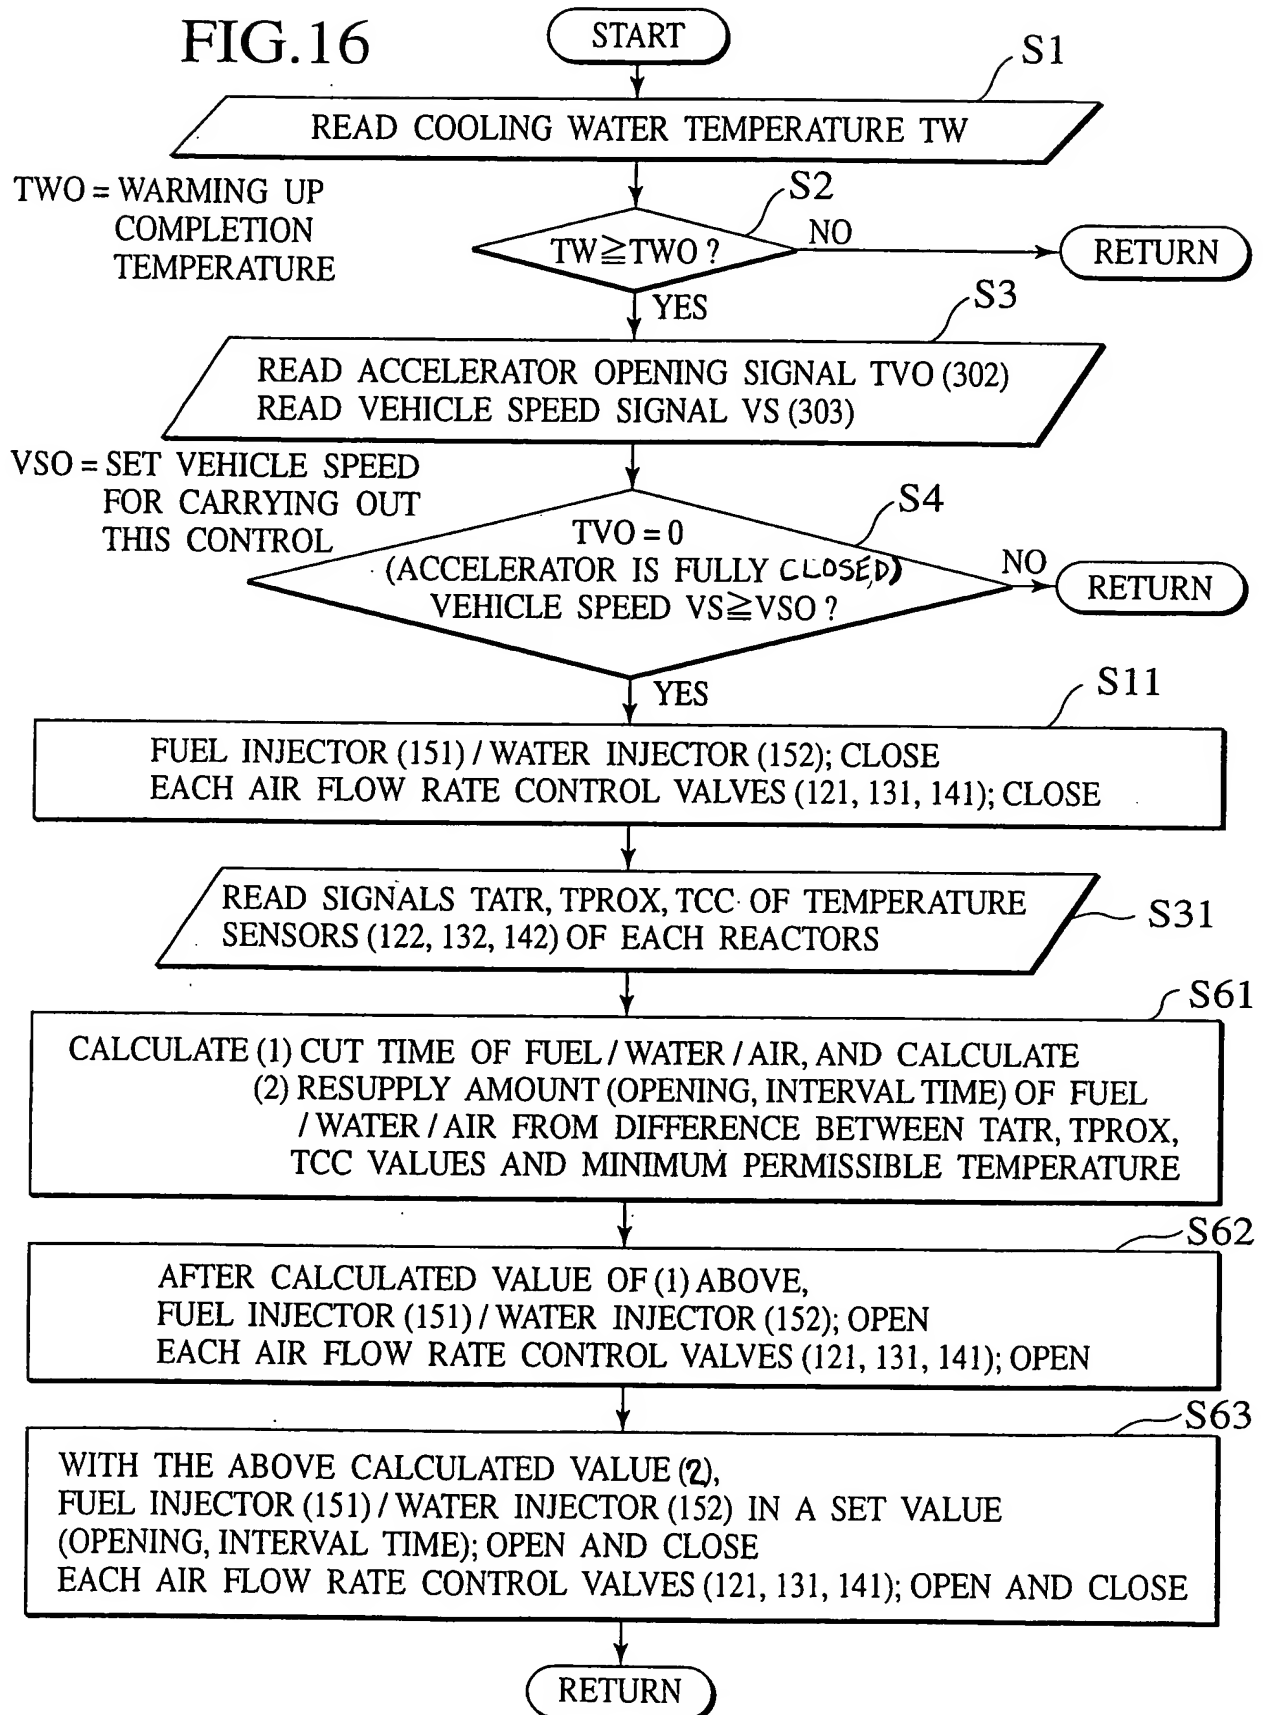 FIG.16
START
S1
READ COOLING WATER TEMPERATURE TW
TWO = WARMING UP
COMPLETION
TEMPERATURE
S2
TW≧TWO ?
NO
RETURN
YES
S3
READ ACCELERATOR OPENING SIGNAL TVO (302)
READ VEHICLE SPEED SIGNAL VS (303)
VSO = SET VEHICLE SPEED
FOR CARRYING OUT
THIS CONTROL
S4
TVO = 0
(ACCELERATOR IS FULLY CLOSED)
VEHICLE SPEED VS≧VSO ?
NO
RETURN
YES
S11
FUEL INJECTOR (151) / WATER INJECTOR (152); CLOSE
EACH AIR FLOW RATE CONTROL VALVES (121, 131, 141); CLOSE
READ SIGNALS TATR, TPROX, TCC OF TEMPERATURE
SENSORS (122, 132, 142) OF EACH REACTORS
S31
S61
CALCULATE (1) CUT TIME OF FUEL / WATER / AIR, AND CALCULATE
(2) RESUPPLY AMOUNT (OPENING, INTERVAL TIME) OF FUEL
/ WATER / AIR FROM DIFFERENCE BETWEEN TATR, TPROX,
TCC VALUES AND MINIMUM PERMISSIBLE TEMPERATURE
S62
AFTER CALCULATED VALUE OF (1) ABOVE,
FUEL INJECTOR (151) / WATER INJECTOR (152); OPEN
EACH AIR FLOW RATE CONTROL VALVES (121, 131, 141); OPEN
S63
WITH THE ABOVE CALCULATED VALUE (2),
FUEL INJECTOR (151) / WATER INJECTOR (152) IN A SET VALUE
(OPENING, INTERVAL TIME); OPEN AND CLOSE
EACH AIR FLOW RATE CONTROL VALVES (121, 131, 141); OPEN AND CLOSE
RETURN